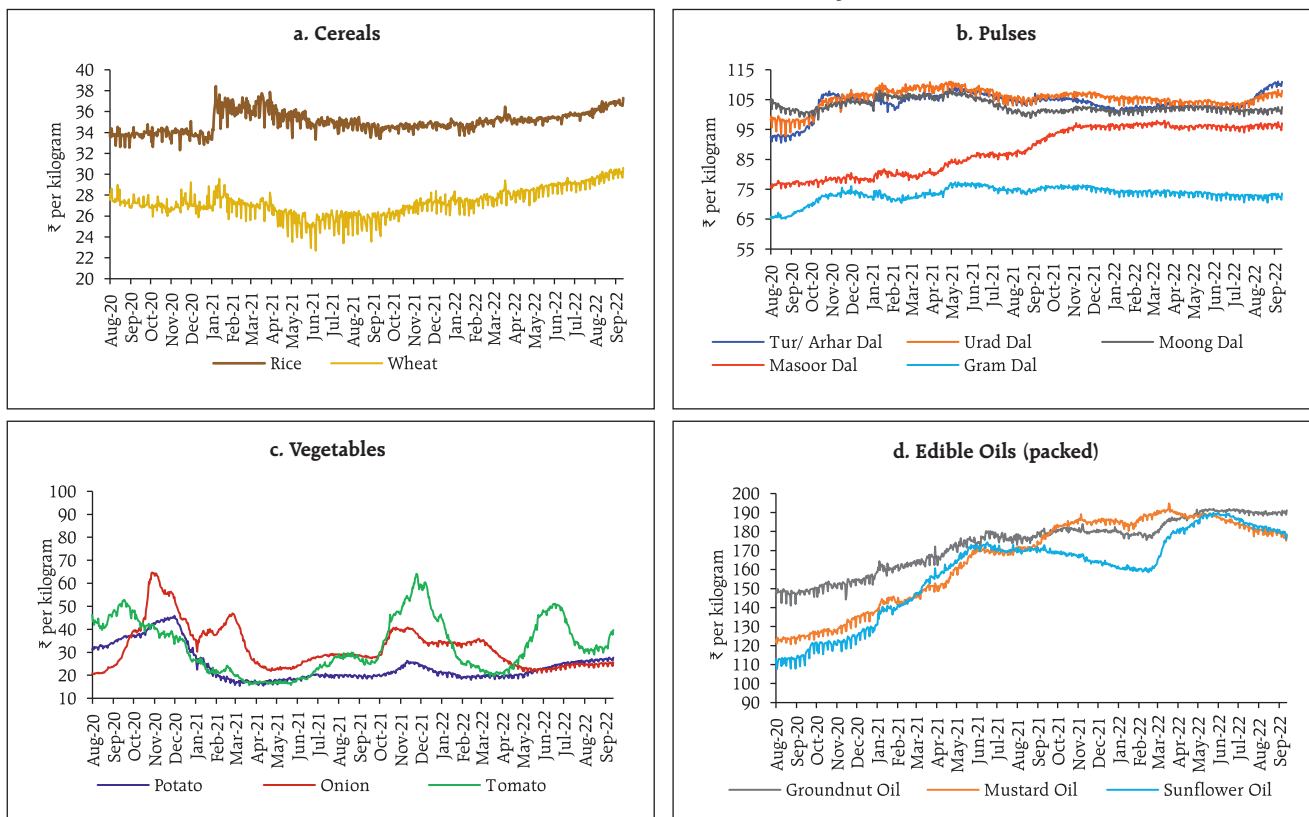 a. Cereals
₹ per kilogram
40
38
36
34
32
30
28
26
24
22
20
Aug-20
Sep-20
Oct-20
Nov-20
Dec-20
Jan-21
Feb-21
Mar-21
Apr-21
May-21
Jun-21
Jul-21
Aug-21
Sep-21
Oct-21
Nov-21
Dec-21
Jan-22
Feb-22
Mar-22
Apr-22
May-22
Jun-22
Jul-22
Aug-22
Sep-22
Rice Wheat
b. Pulses
₹ per kilogram
115
105
95
85
75
65
55
Aug-20
Sep-20
Oct-20
Nov-20
Dec-20
Jan-21
Feb-21
Mar-21
Apr-21
May-21
Jun-21
Jul-21
Aug-21
Sep-21
Oct-21
Nov-21
Dec-21
Jan-22
Feb-22
Mar-22
Apr-22
May-22
Jun-22
Jul-22
Aug-22
Sep-22
Tur/ Arhar Dal Urad Dal Moong Dal
Masoor Dal Gram Dal
c. Vegetables
₹ per kilogram
100
90
80
70
60
50
40
30
20
10
Aug-20
Sep-20
Oct-20
Nov-20
Dec-20
Jan-21
Feb-21
Mar-21
Apr-21
May-21
Jun-21
Jul-21
Aug-21
Sep-21
Oct-21
Nov-21
Dec-21
Jan-22
Feb-22
Mar-22
Apr-22
May-22
Jun-22
Jul-22
Aug-22
Sep-22
Potato Onion Tomato
d. Edible Oils (packed)
₹ per kilogram
200
190
180
170
160
150
140
130
120
110
100
90
Aug-20
Sep-20
Oct-20
Nov-20
Dec-20
Jan-21
Feb-21
Mar-21
Apr-21
May-21
Jun-21
Jul-21
Aug-21
Sep-21
Oct-21
Nov-21
Dec-21
Jan-22
Feb-22
Mar-22
Apr-22
May-22
Jun-22
Jul-22
Aug-22
Sep-22
Groundnut Oil Mustard Oil Sunflower Oil